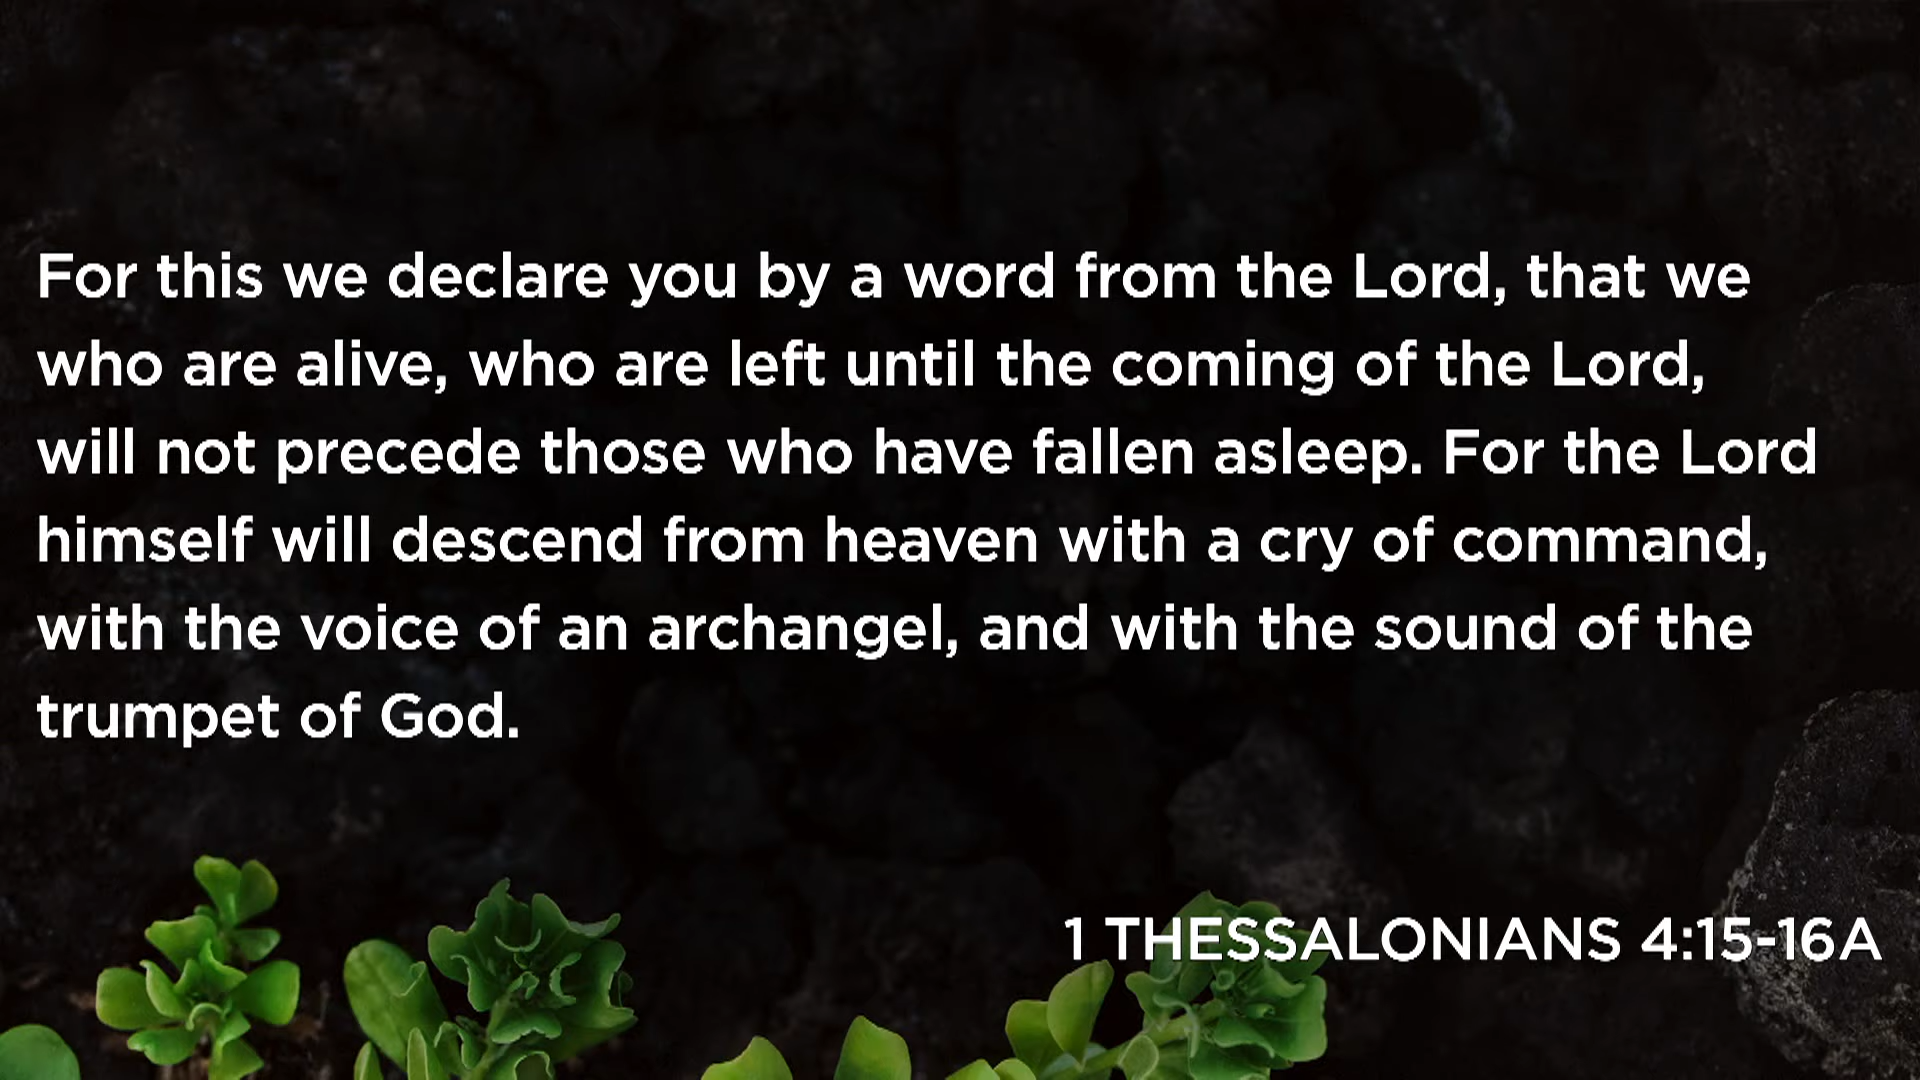 For this we declare you by a word from the Lord, that we
who are alive, who are left until the coming of the Lord,
will not precede those who have fallen asleep. For the Lord
himself will descend from heaven with a cry of command,
with the voice of an archangel, and with the sound of the
trumpet of God.
1 THESSALONIANS 4:15-16A